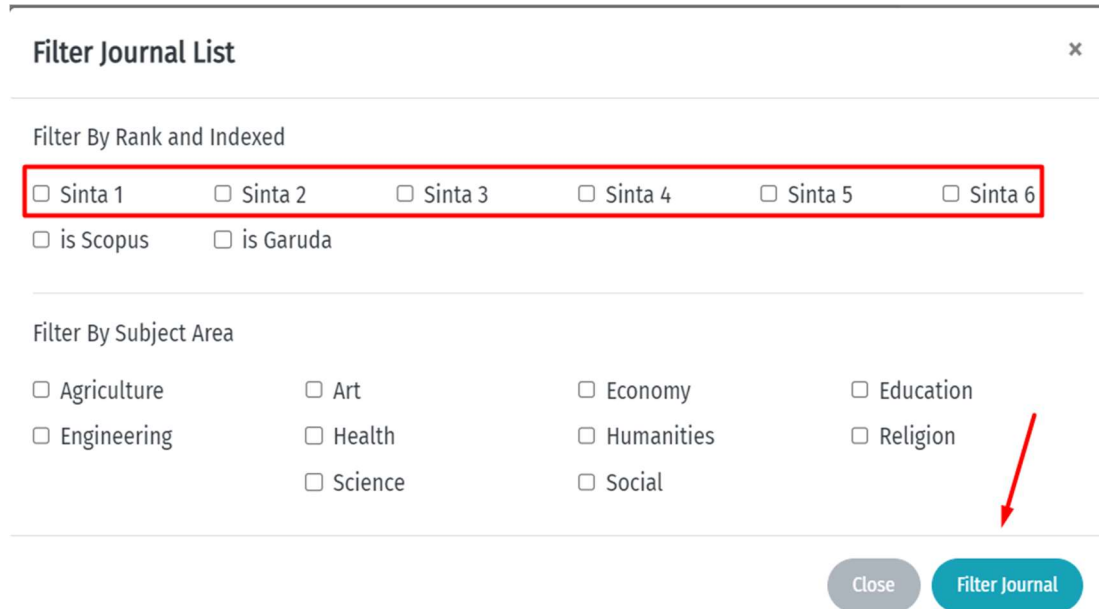 Filter Journal List ×
Filter By Rank and Indexed
Sinta 1 Sinta 2 Sinta 3 Sinta 4 Sinta 5 Sinta 6
is Scopus is Garuda
Filter By Subject Area
Agriculture Art Economy Education
Engineering Health Humanities Religion
Science Social
Close Filter Journal